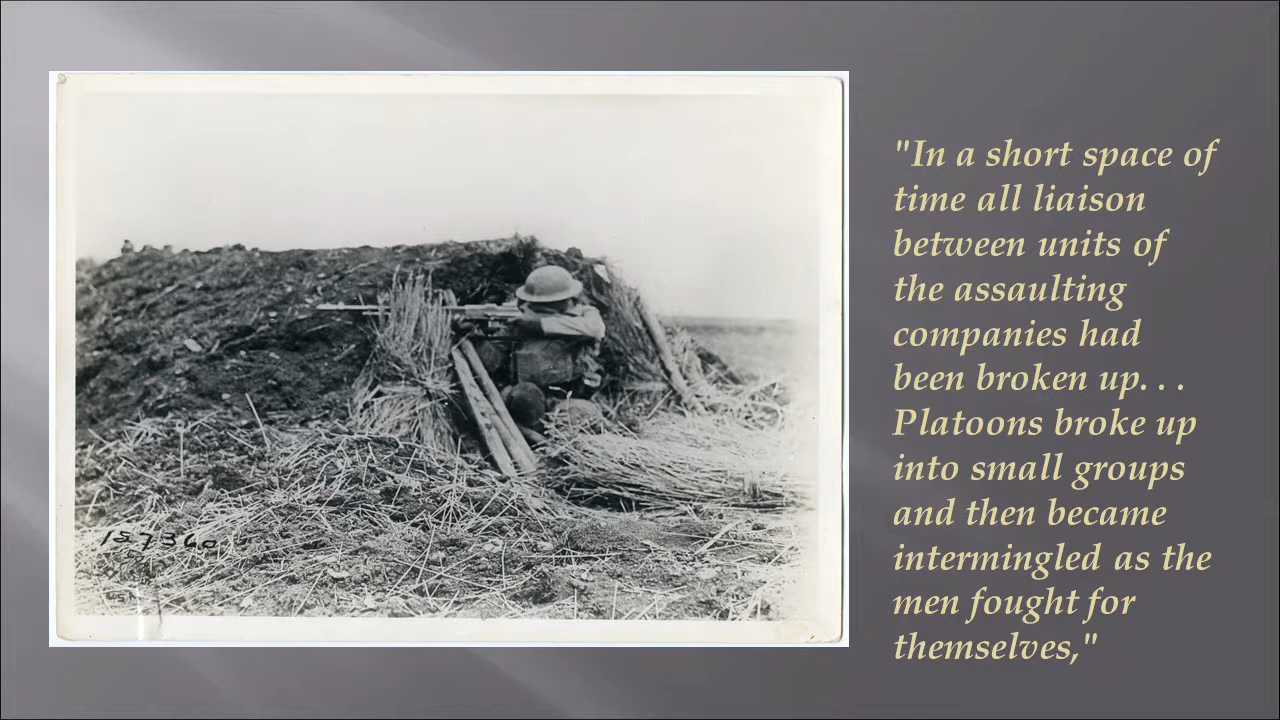 "In a short space of
time all liaison
between units of
the assaulting
companies had
been broken up. . .
Platoons broke up
into small groups
and then became
intermingled as the
men fought for
themselves,"
157360